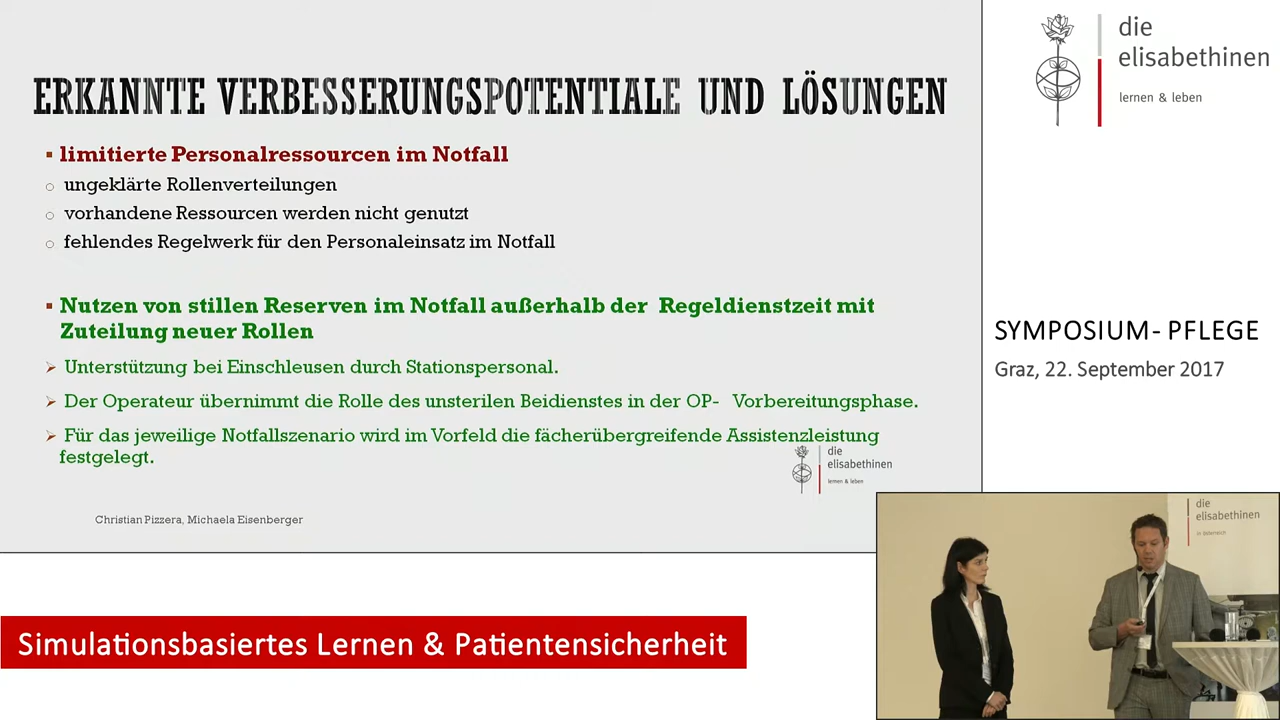 ERKANNTE VERBESSERUNGSPOTENTIALE UND LÖSUNGEN
limitierte Personalressourcen im Notfall
ungeklärte Rollenverteilungen
vorhandene Ressourcen werden nicht genutzt
fehlendes Regelwerk für den Personaleinsatz im Notfall
Nutzen von stillen Reserven im Notfall außerhalb der Regeldienstzeit mit
Zuteilung neuer Rollen
Unterstützung bei Einschleusen durch Stationspersonal.
Der Operateur übernimmt die Rolle des unsterilen Beidienstes in der OP- Vorbereitungsphase.
Für das jeweilige Notfallszenario wird im Vorfeld die fächerübergreifende Assistenzleistung
festgelegt.
die
elisabethinen
lernen & leben
Christian Pizzera, Michaela Eisenberger
die
elisabethinen
lernen & leben
SYMPOSIUM- PFLEGE
Graz, 22. September 2017
die
elisabethinen
in österreich
Simulationsbasiertes Lernen & Patientensicherheit